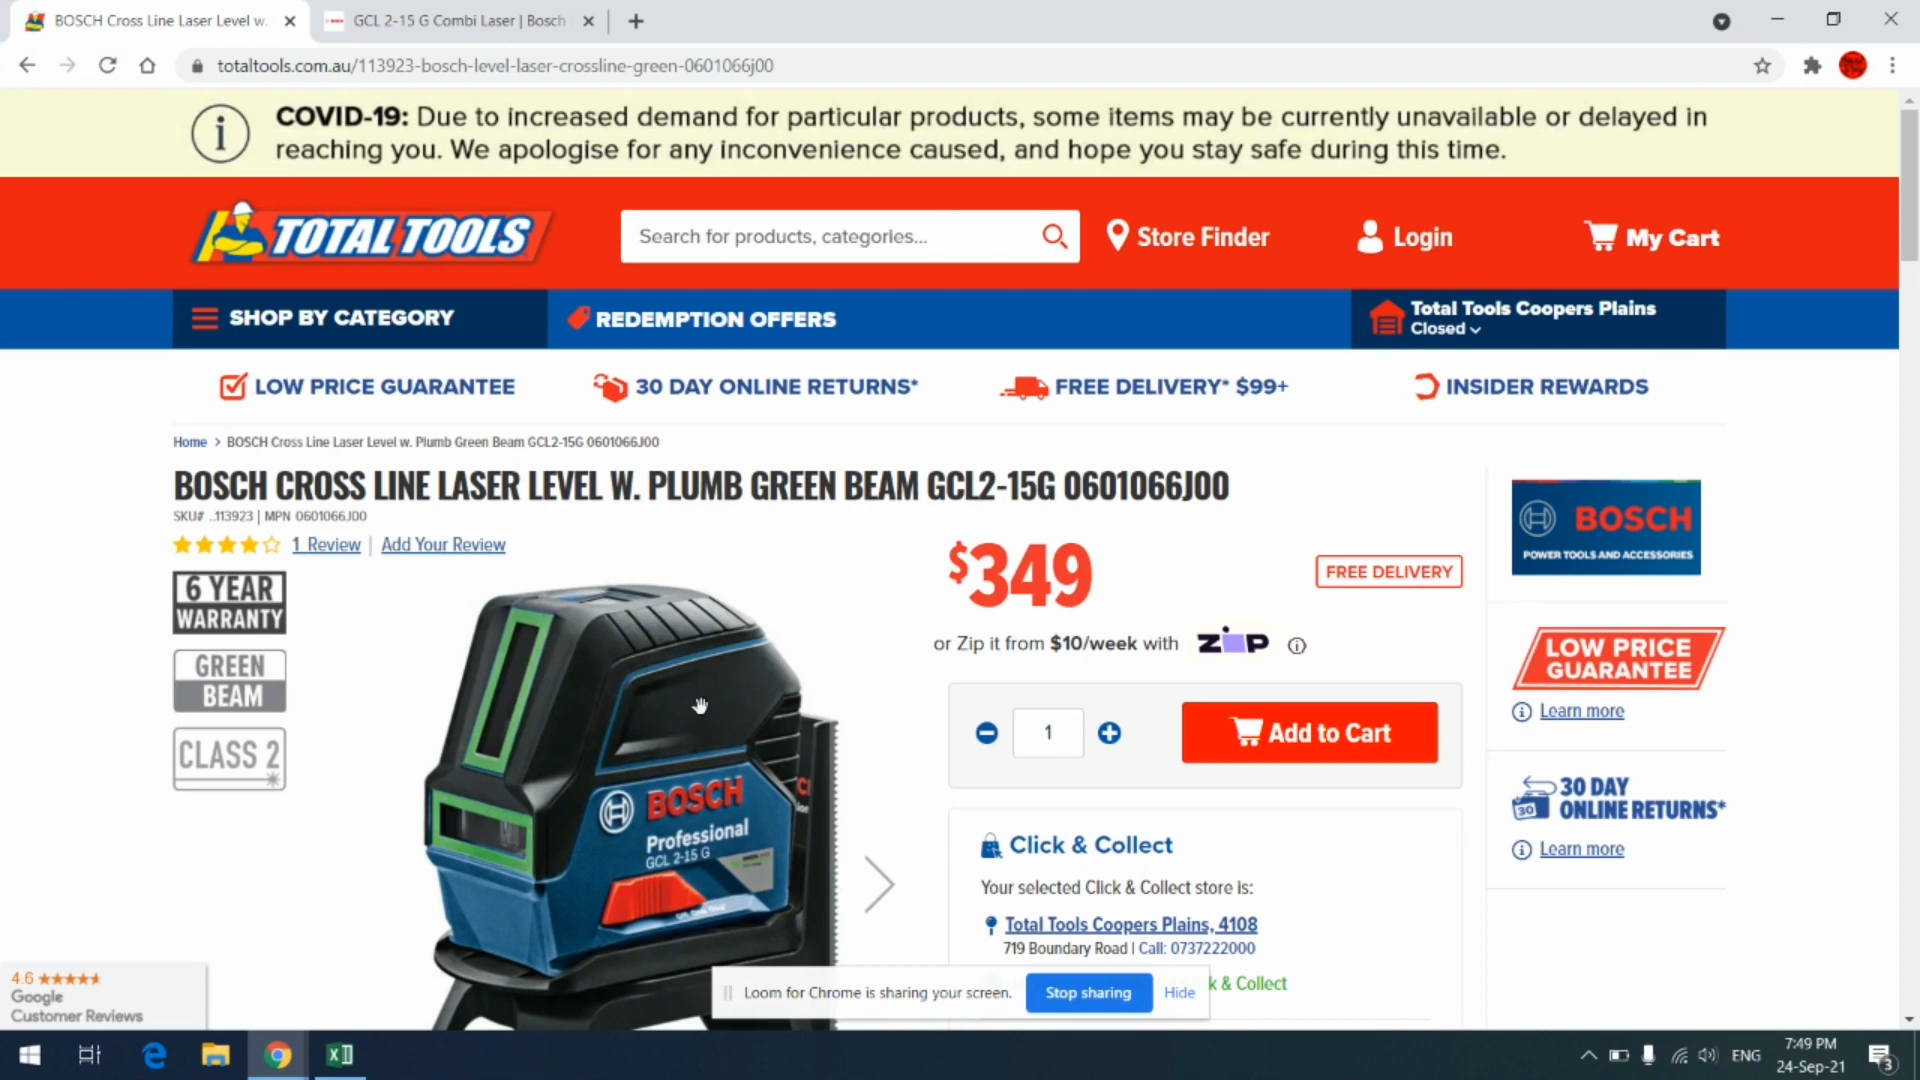 BOSCH Cross Line Laser Level w.
GCL 2-15 G Combi Laser | Bosch
totaltools.com.au/113923-bosch-level-laser-crossline-green-0601066j00
COVID-19: Due to increased demand for particular products, some items may be currently unavailable or delayed in
reaching you. We apologise for any inconvenience caused, and hope you stay safe during this time.
TOTAL TOOLS
Search for products, categories...
Store Finder
Login
My Cart
SHOP BY CATEGORY
REDEMPTION OFFERS
Total Tools Coopers Plains
Closed
LOW PRICE GUARANTEE
30 DAY ONLINE RETURNS*
FREE DELIVERY* $99+
INSIDER REWARDS
Home > BOSCH Cross Line Laser Level w. Plumb Green Beam GCL2-15G 0601066J00
BOSCH CROSS LINE LASER LEVEL W. PLUMB GREEN BEAM GCL2-15G 0601066J00
SKU# ..113923 | MPN 0601066J00
1 Review | Add Your Review
6 YEAR
WARRANTY
GREEN
BEAM
CLASS 2
BOSCH
Professional
GCL 2-15 G
$349
FREE DELIVERY
or Zip it from $10/week with ZIP
1
Add to Cart
Click & Collect
Your selected Click & Collect store is:
Total Tools Coopers Plains, 4108
719 Boundary Road | Call: 0737222000
k & Collect
BOSCH
POWER TOOLS AND ACCESSORIES
LOW PRICE
GUARANTEE
Learn more
30 DAY
30 ONLINE RETURNS*
Learn more
4.6
Google
Customer Reviews
Loom for Chrome is sharing your screen.
Stop sharing
Hide
ENG
7:49 PM
24-Sep-21
3